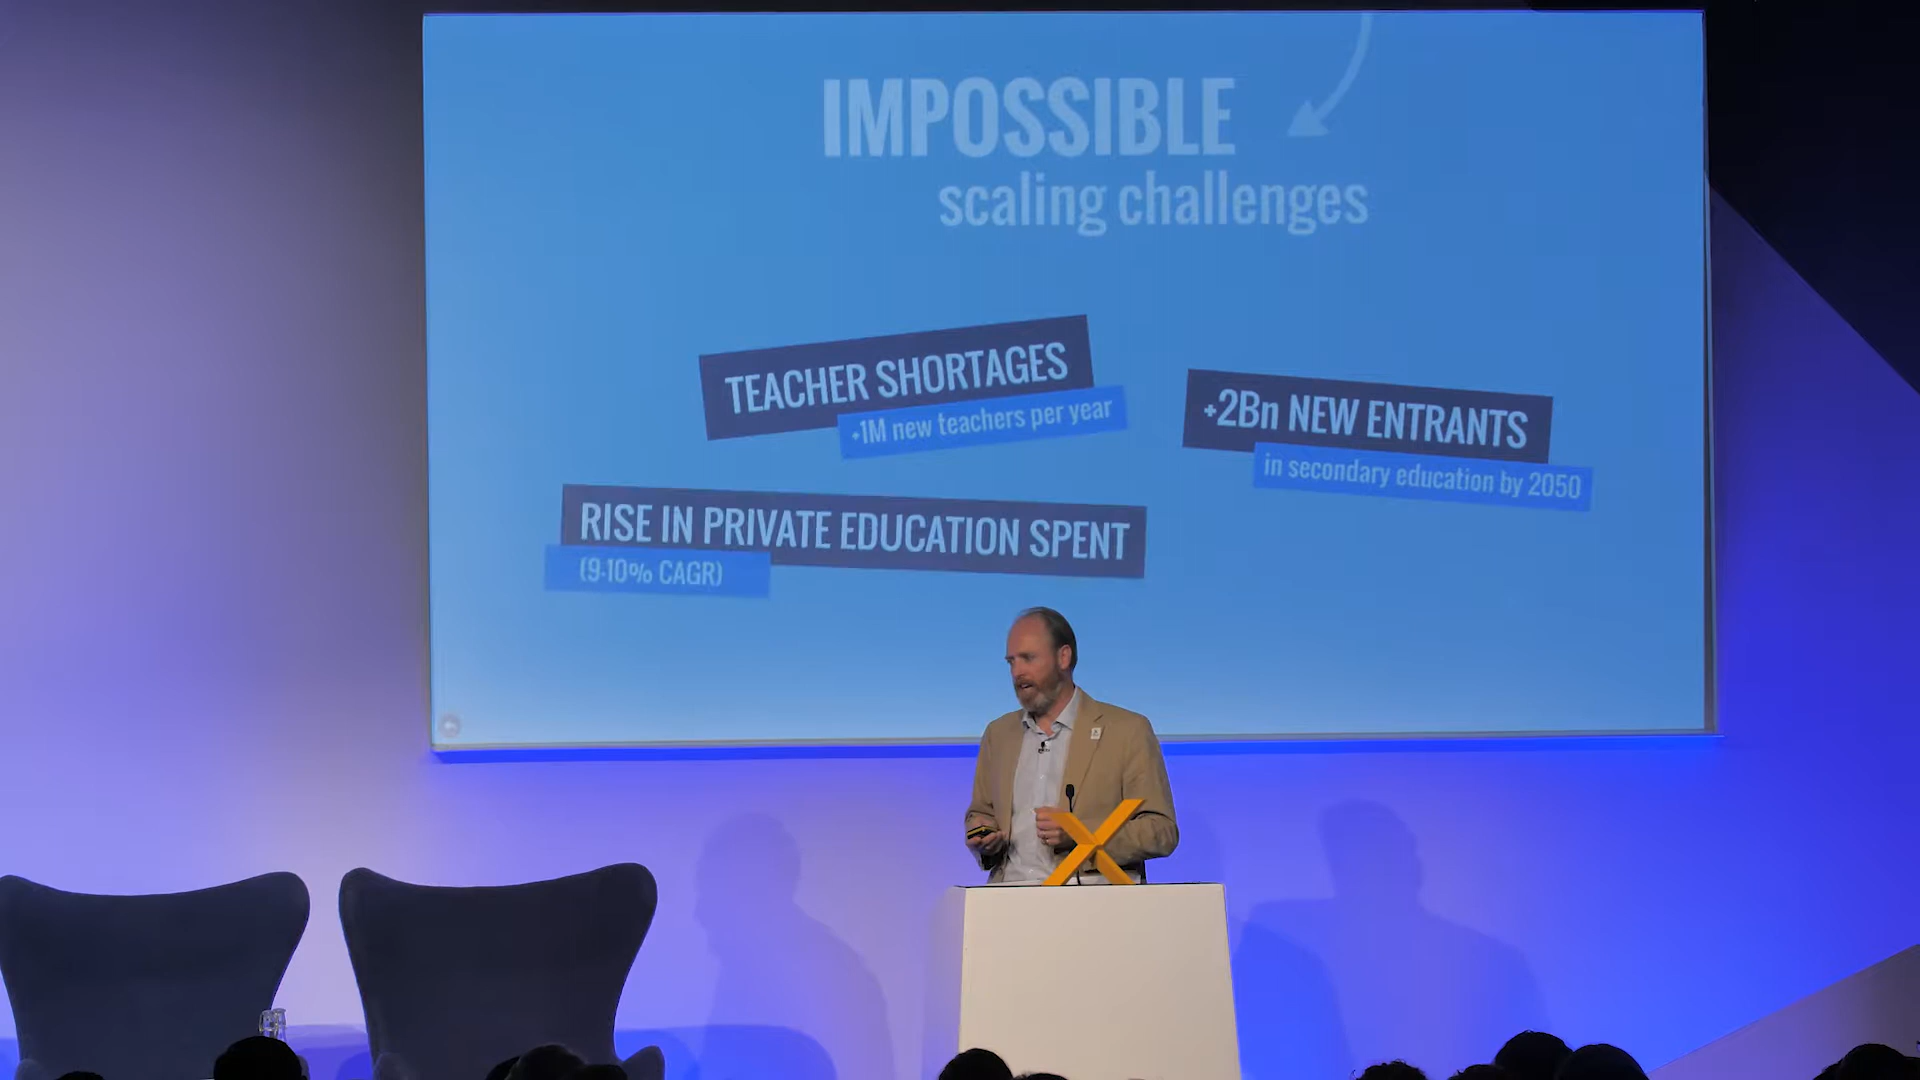 IMPOSSIBLE
scaling challenges
TEACHER SHORTAGES
+1M new teachers per year
+2Bn NEW ENTRANTS
in secondary education by 2050
RISE IN PRIVATE EDUCATION SPENT
(9-10% CAGR)